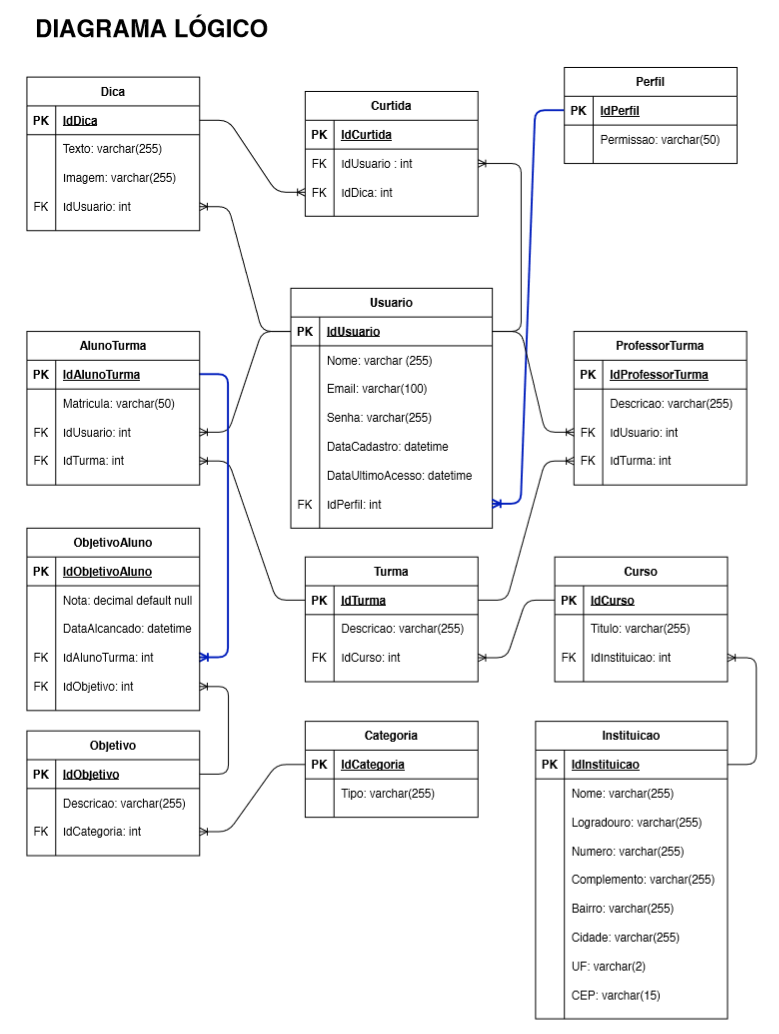 DIAGRAMA LÓGICO
Dica
PK IdDica
Texto: varchar(255)
Imagem: varchar(255)
FK IdUsuario: int
Curtida
PK IdCurtida
FK IdUsuario : int
FK IdDica: int
Perfil
PK IdPerfil
Permissao: varchar(50)
Usuario
PK IdUsuario
Nome: varchar (255)
Email: varchar(100)
Senha: varchar(255)
DataCadastro: datetime
DataUltimoAcesso: datetime
FK IdPerfil: int
AlunoTurma
PK IdAlunoTurma
Matricula: varchar(50)
FK IdUsuario: int
FK IdTurma: int
ProfessorTurma
PK IdProfessorTurma
Descricao: varchar(255)
FK IdUsuario: int
FK IdTurma: int
ObjetivoAluno
PK IdObjetivoAluno
Nota: decimal default null
DataAlcancado: datetime
FK IdAlunoTurma: int
FK IdObjetivo: int
Turma
PK IdTurma
Descricao: varchar(255)
FK IdCurso: int
Curso
PK IdCurso
Titulo: varchar(255)
FK IdInstituicao: int
Objetivo
PK IdObjetivo
Descricao: varchar(255)
FK IdCategoria: int
Categoria
PK IdCategoria
Tipo: varchar(255)
Instituicao
PK IdInstituicao
Nome: varchar(255)
Logradouro: varchar(255)
Numero: varchar(255)
Complemento: varchar(255)
Bairro: varchar(255)
Cidade: varchar(255)
UF: varchar(2)
CEP: varchar(15)